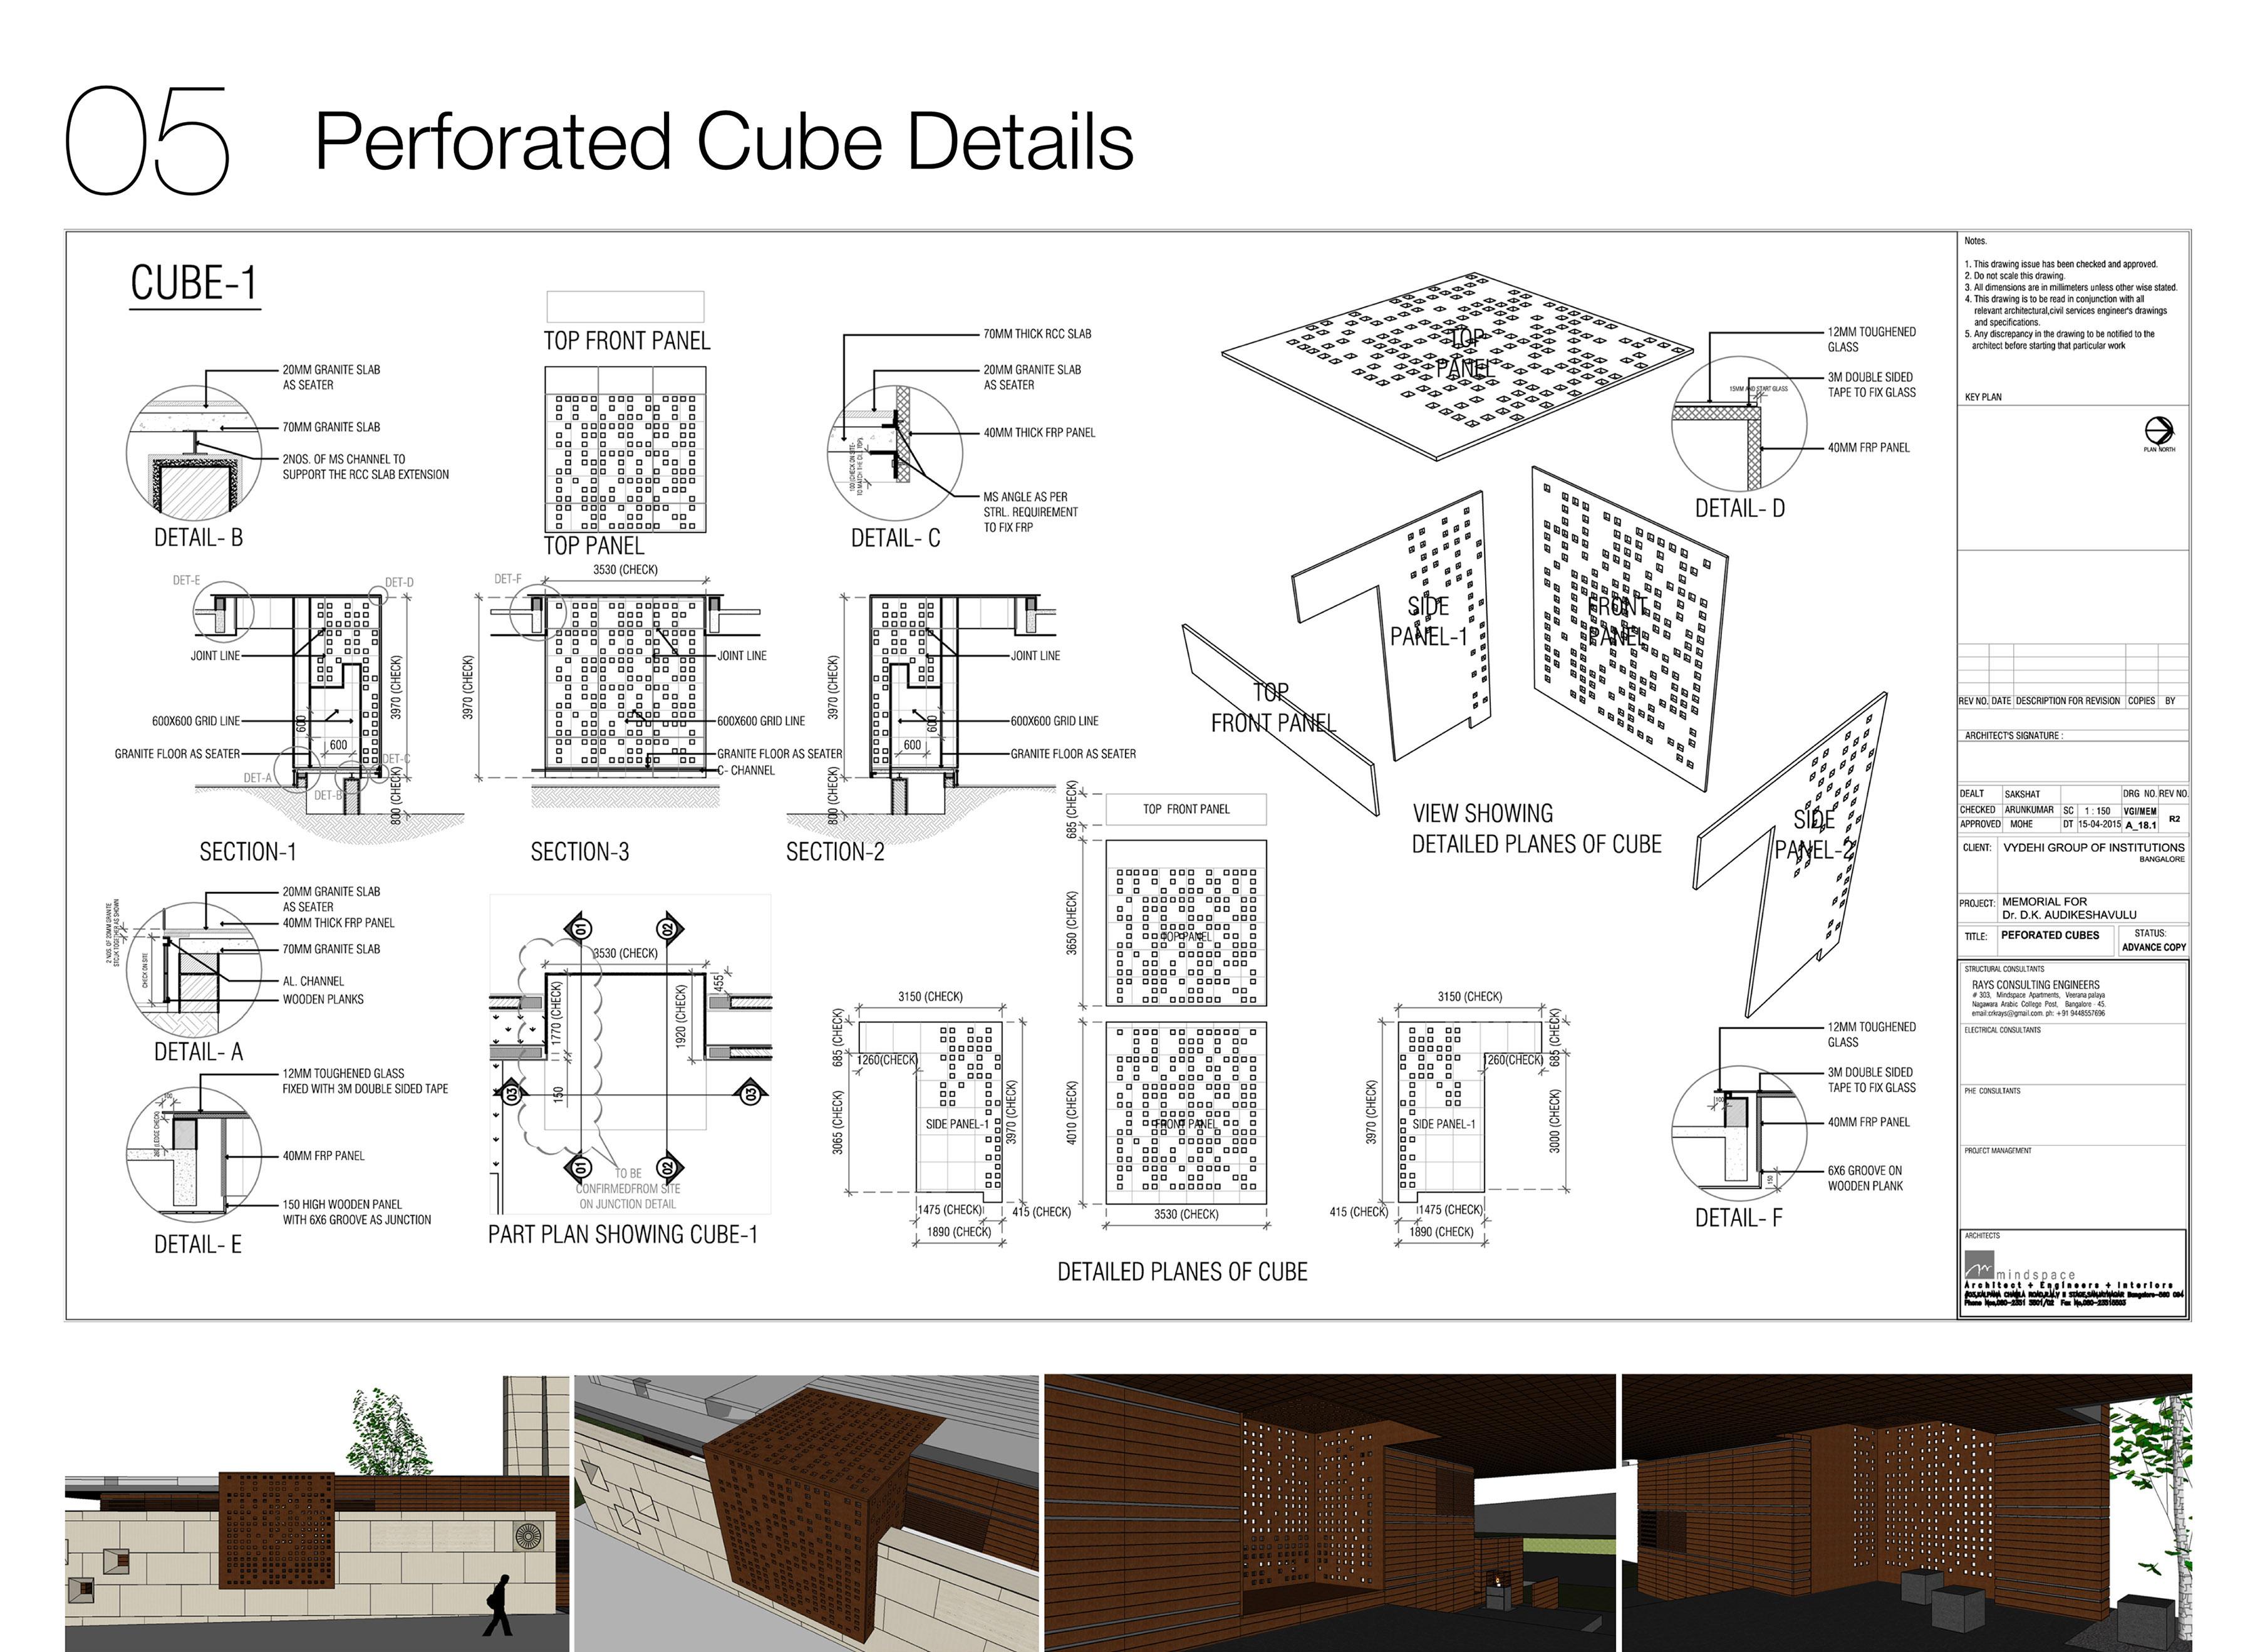 05 Perforated Cube Details
CUBE-1
20MM GRANITE SLAB
AS SEATER
70MM GRANITE SLAB
2NOS. OF MS CHANNEL TO
SUPPORT THE RCC SLAB EXTENSION
DETAIL- B
TOP FRONT PANEL
TOP PANEL
70MM THICK RCC SLAB
20MM GRANITE SLAB
AS SEATER
40MM THICK FRP PANEL
MS ANGLE AS PER
STRL. REQUIREMENT
TO FIX FRP
DETAIL- C
TOP
PANEL
SIDE
PANEL-1
FRONT
PANEL
TOP
FRONT PANEL
SIDE
PANEL-2
VIEW SHOWING
DETAILED PLANES OF CUBE
12MM TOUGHENED
GLASS
3M DOUBLE SIDED
TAPE TO FIX GLASS
40MM FRP PANEL
DETAIL- D
DET-E
DET-D
JOINT LINE
600X600 GRID LINE
GRANITE FLOOR AS SEATER
DET-A
DET-B
DET-C
600
600
3970 (CHECK)
800 (CHECK)
SECTION-1
DET-F
3530 (CHECK)
3970 (CHECK)
JOINT LINE
600X600 GRID LINE
GRANITE FLOOR AS SEATER
C- CHANNEL
SECTION-3
3970 (CHECK)
800 (CHECK)
600
600
JOINT LINE
600X600 GRID LINE
GRANITE FLOOR AS SEATER
SECTION-2
2 NOS. OF 20MM GRANITE
STCUK TOGETHER AS SHOWN
CHECK ON SITE
20MM GRANITE SLAB
AS SEATER
40MM THICK FRP PANEL
70MM GRANITE SLAB
AL. CHANNEL
WOODEN PLANKS
DETAIL- A
12MM TOUGHENED GLASS
FIXED WITH 3M DOUBLE SIDED TAPE
100
40MM FRP PANEL
150 HIGH WOODEN PANEL
WITH 6X6 GROOVE AS JUNCTION
DETAIL- E
01
02
3530 (CHECK)
455
1770 (CHECK)
1920 (CHECK)
150
03
03
01
02
TO BE
CONFIRMEDFROM SITE
ON JUNCTION DETAIL
PART PLAN SHOWING CUBE-1
685 (CHECK)
TOP FRONT PANEL
3650 (CHECK)
TOP PANEL
3150 (CHECK)
685 (CHECK)
1260(CHECK)
3065 (CHECK)
SIDE PANEL-1
3970 (CHECK)
1475 (CHECK)
415 (CHECK)
1890 (CHECK)
4010 (CHECK)
FRONT PANEL
3530 (CHECK)
3150 (CHECK)
685 (CHECK)
1260(CHECK)
3970 (CHECK)
SIDE PANEL-1
3000 (CHECK)
415 (CHECK)
1475 (CHECK)
1890 (CHECK)
DETAILED PLANES OF CUBE
12MM TOUGHENED
GLASS
3M DOUBLE SIDED
TAPE TO FIX GLASS
100
40MM FRP PANEL
6X6 GROOVE ON
WOODEN PLANK
150
DETAIL- F
Notes.
1. This drawing issue has been checked and approved.
2. Do not scale this drawing.
3. All dimensions are in millimeters unless other wise stated.
4. This drawing is to be read in conjunction with all
relevant architectural,civil services engineer's drawings
and specifications.
5. Any discrepancy in the drawing to be notified to the
architect before starting that particular work
KEY PLAN
PLAN NORTH
REV NO. DATE DESCRIPTION FOR REVISION COPIES BY
ARCHITECT'S SIGNATURE :
DEALT SAKSHAT DRG NO. REV NO.
CHECKED ARUNKUMAR SC 1 : 150 VGI/MEM R2
APPROVED MOHE DT 15-04-2015 A_18.1
CLIENT: VYDEHI GROUP OF INSTITUTIONS
BANGALORE
PROJECT: MEMORIAL FOR
Dr. D.K. AUDIKESHAVULU
TITLE: PEFORATED CUBES STATUS:
ADVANCE COPY
STRUCTURAL CONSULTANTS
RAYS CONSULTING ENGINEERS
# 303, Mindspace Apartments, Veerana palaya
Nagawara Arabic College Post, Bangalore - 45.
email:crkrays@gmail.com. ph: +91 9448557696
ELECTRICAL CONSULTANTS
PHE CONSULTANTS
PROJECT MANAGEMENT
ARCHITECTS
mindspace
Architect + Engineers + Interiors